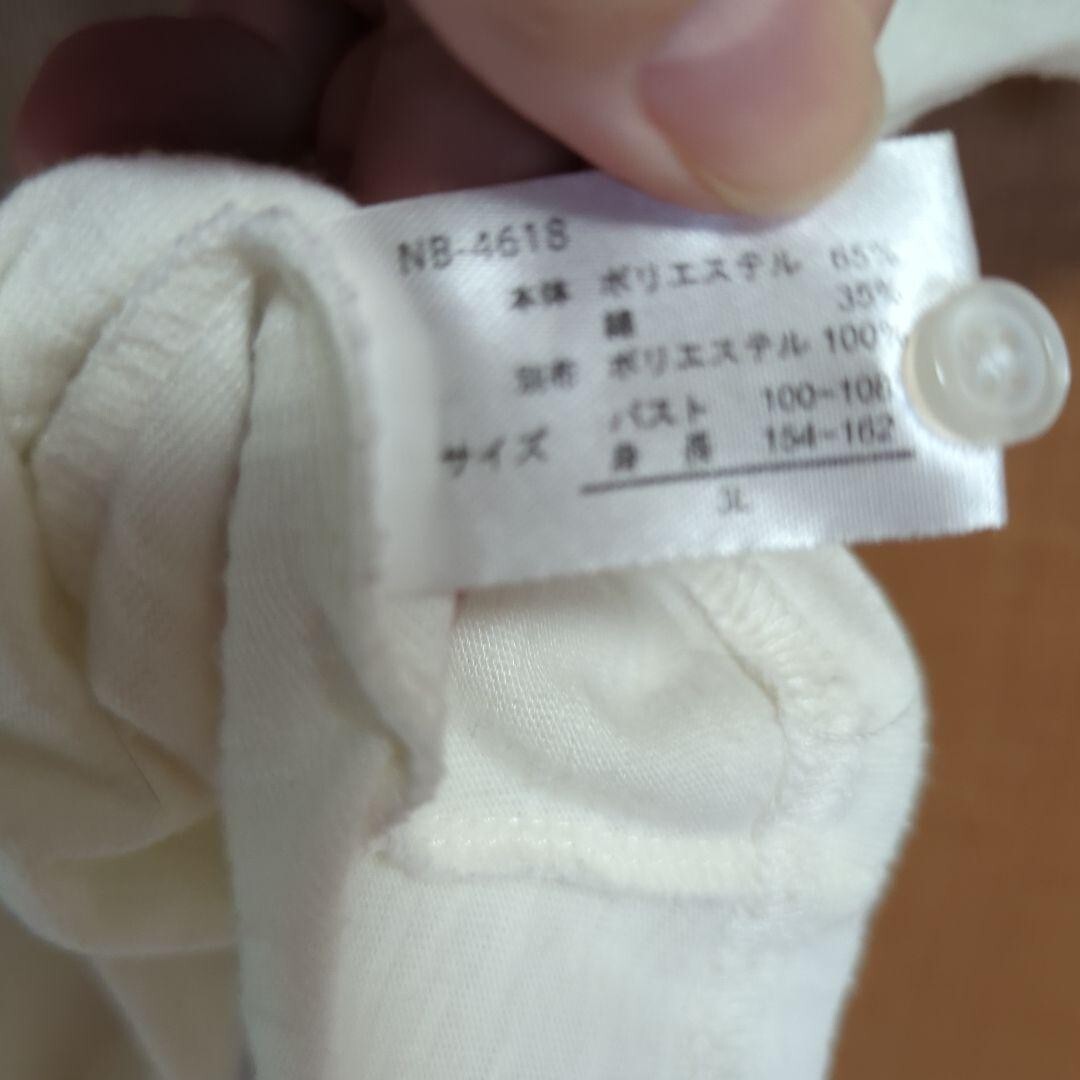 NB-4618
本体 ポリエステル 65%
綿 35%
別布 ポリエステル 100%
バスト 100-108
サイズ 身長 154-162
3L